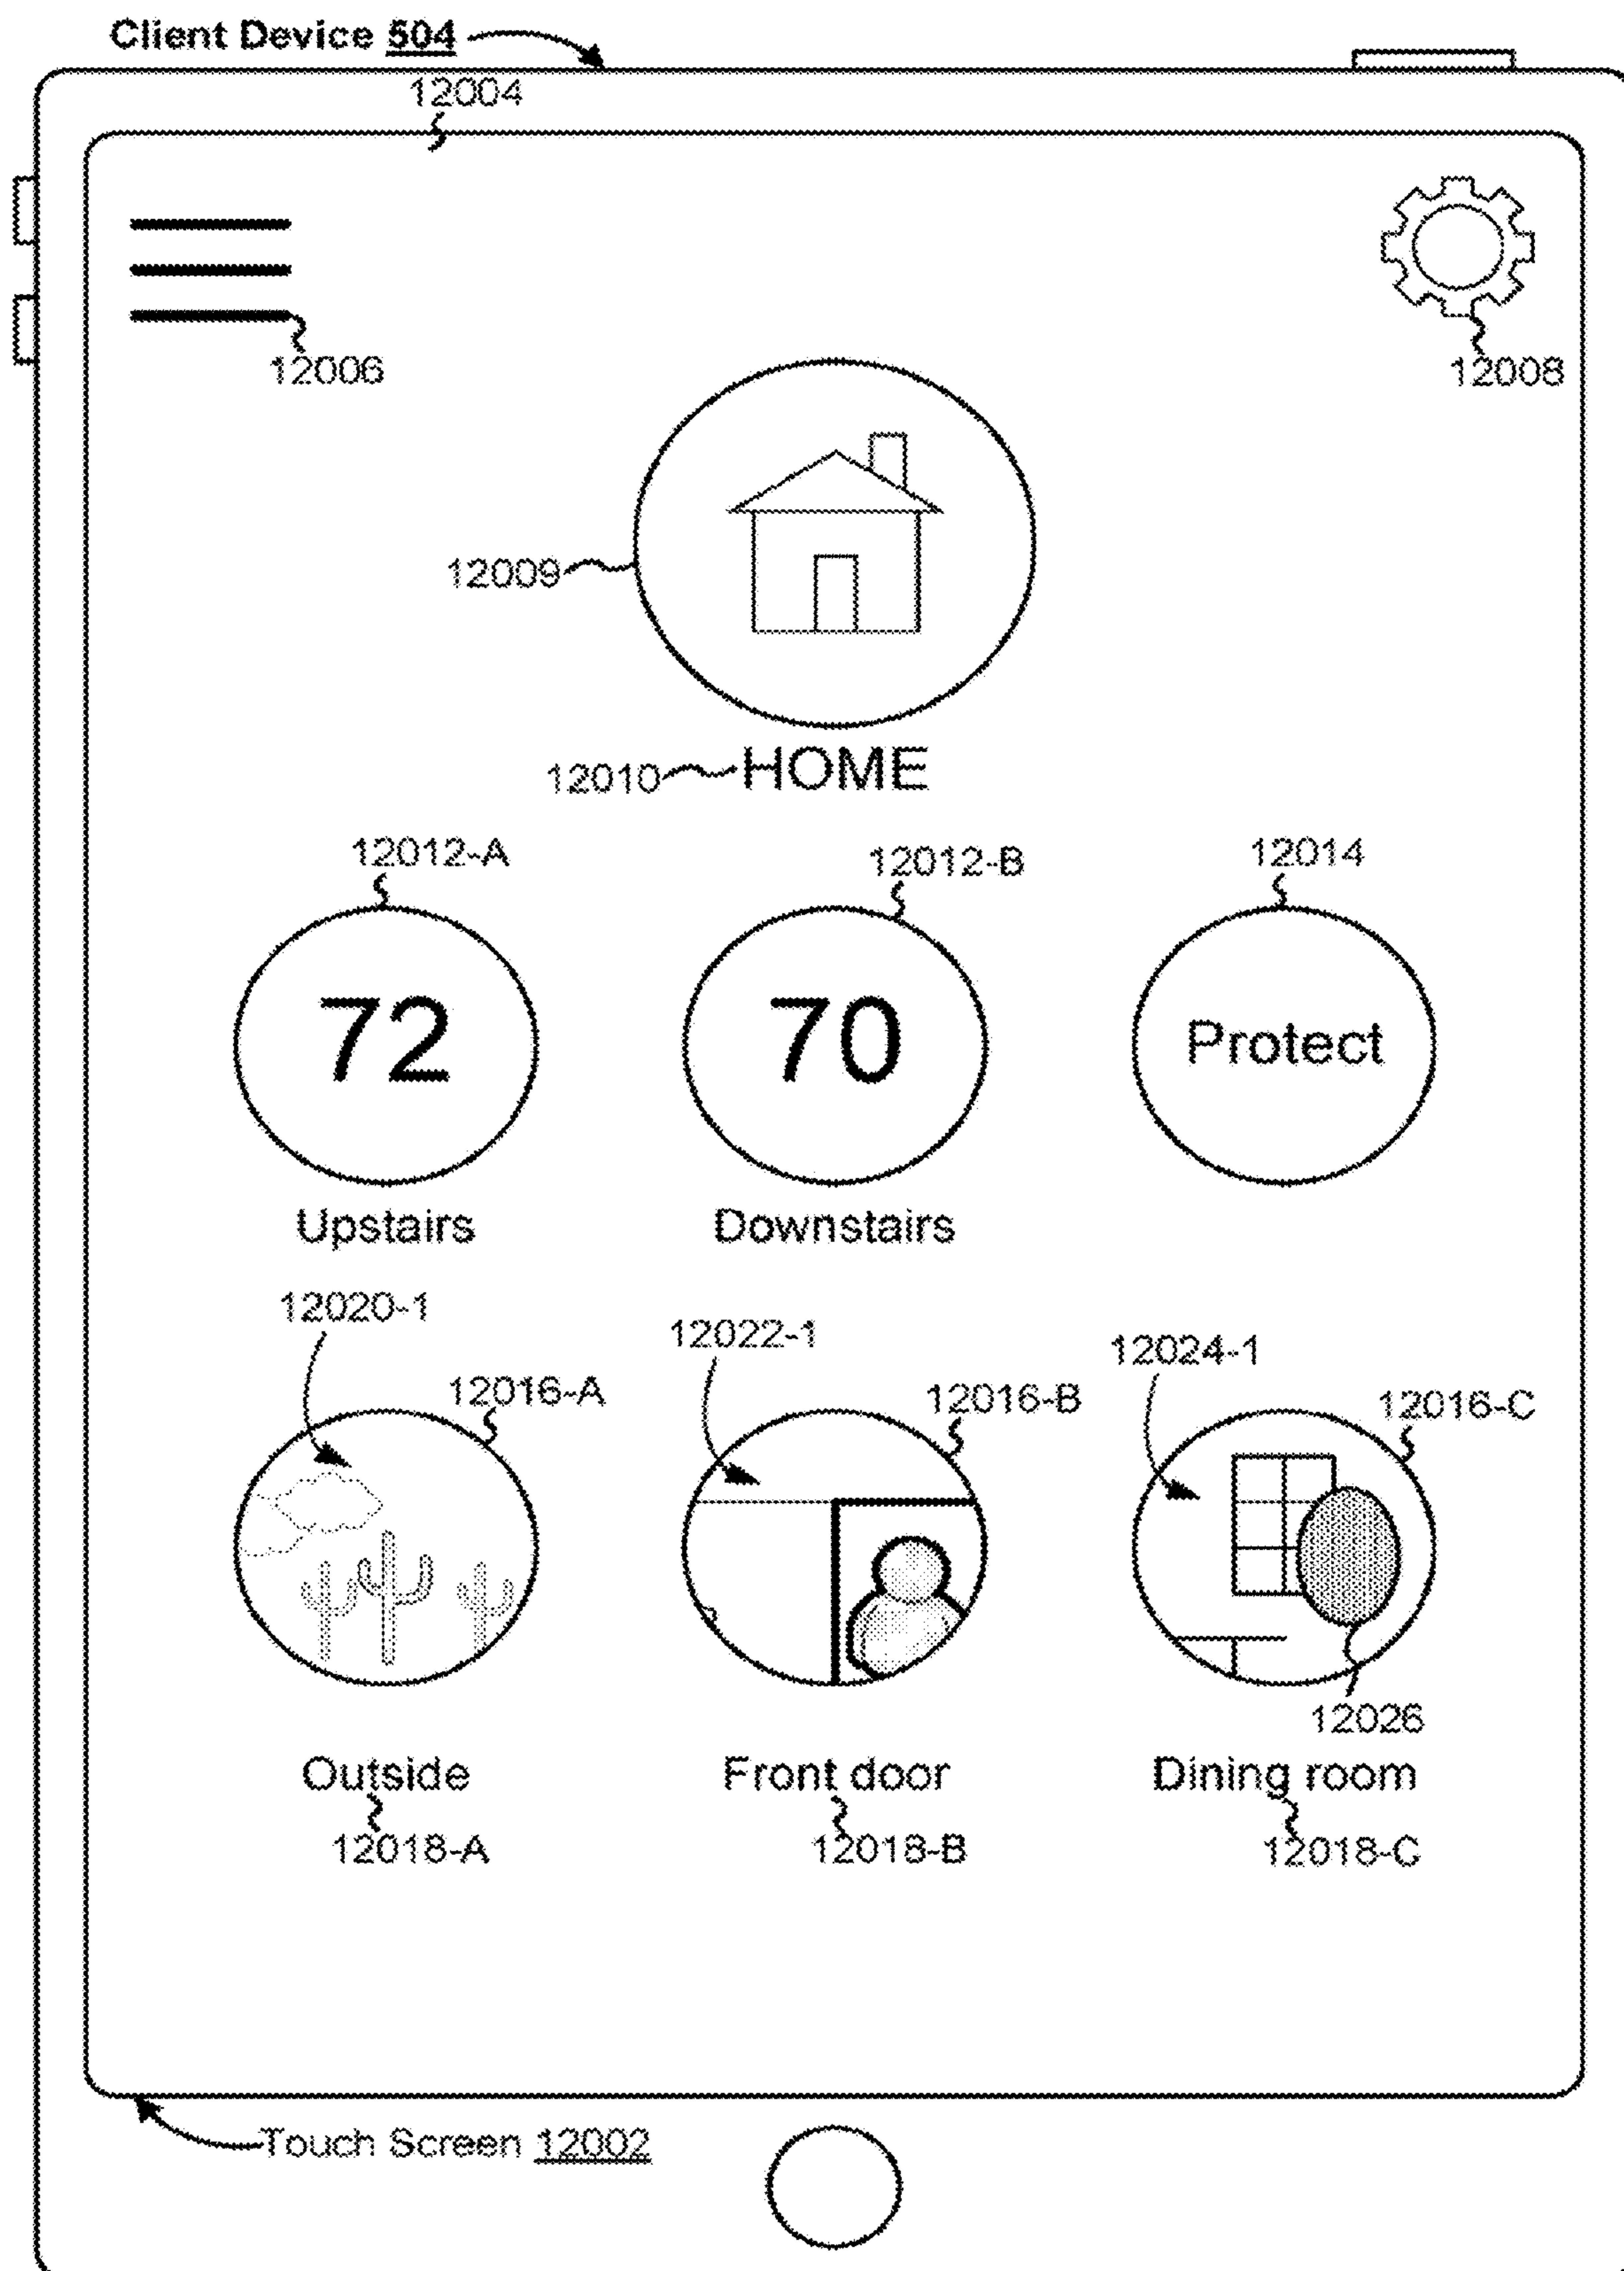 Client Device 504
12004
12006
12008
12009
12010
HOME
12012-A
12012-B
12014
72
70
Protect
Upstairs
Downstairs
12020-1
12022-1
12024-1
12016-A
12016-B
12016-C
12026
Outside
Front door
Dining room
12018-A
12018-B
12018-C
Touch Screen 12002